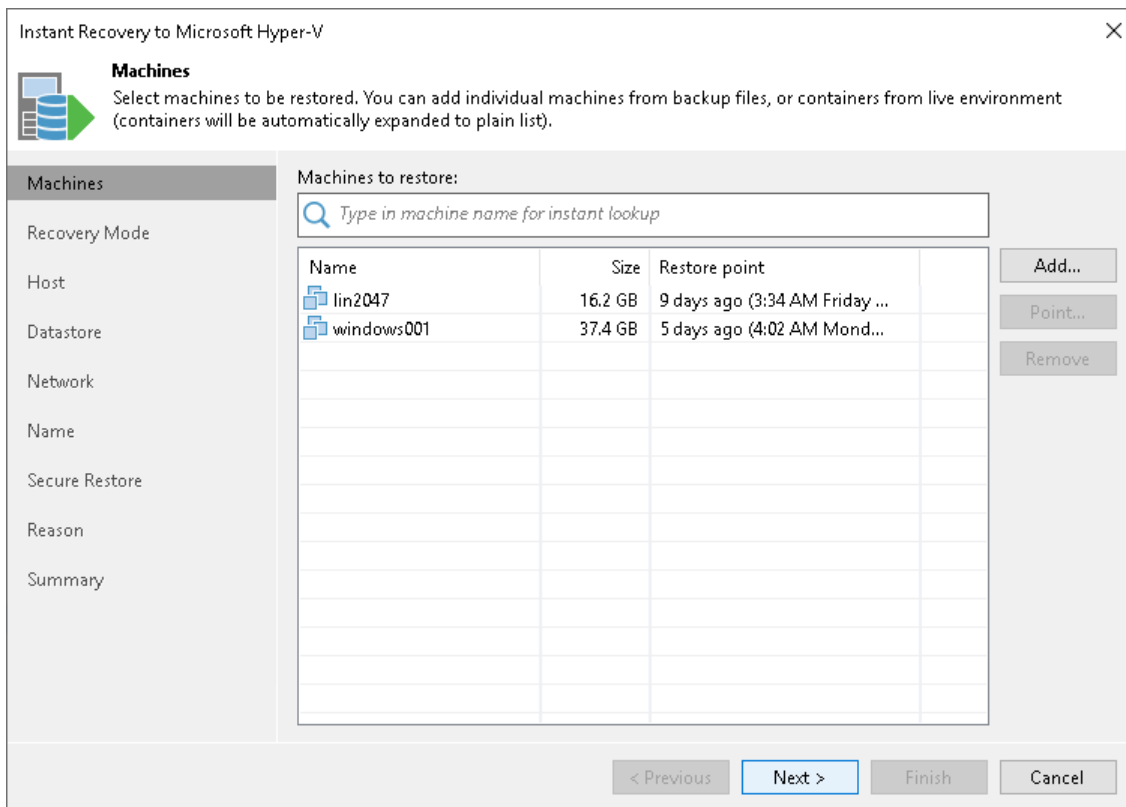 Instant Recovery to Microsoft Hyper-V
Machines
Select machines to be restored. You can add individual machines from backup files, or containers from live environment
(containers will be automatically expanded to plain list).
Machines
Recovery Mode
Host
Datastore
Network
Name
Secure Restore
Reason
Summary
Machines to restore:
Type in machine name for instant lookup
Name Size Restore point
lin2047 16.2 GB 9 days ago (3:34 AM Friday ...
windows001 37.4 GB 5 days ago (4:02 AM Mond...
Add...
Point...
Remove
< Previous Next > Finish Cancel